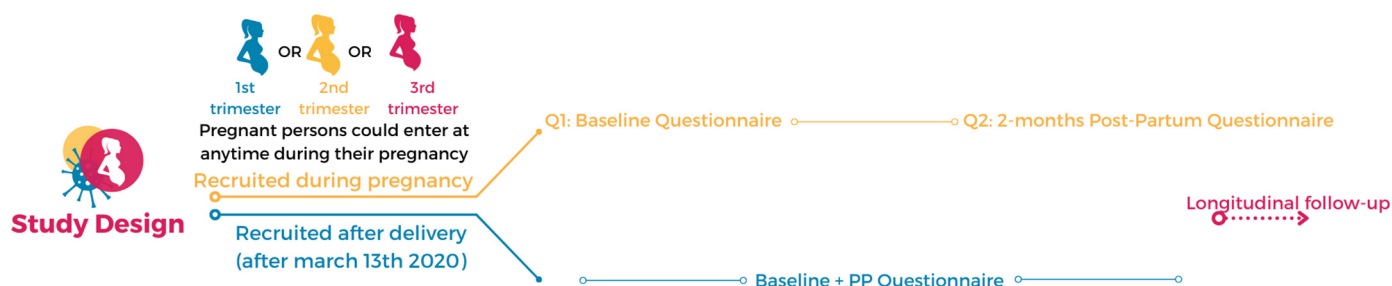 OR OR
1st 2nd 3rd
trimester trimester trimester
Pregnant persons could enter at
anytime during their pregnancy
Recruited during pregnancy
Q1: Baseline Questionnaire
Q2: 2-months Post-Partum Questionnaire
Study Design
Longitudinal follow-up
Recruited after delivery
(after march 13th 2020)
Baseline + PP Questionnaire